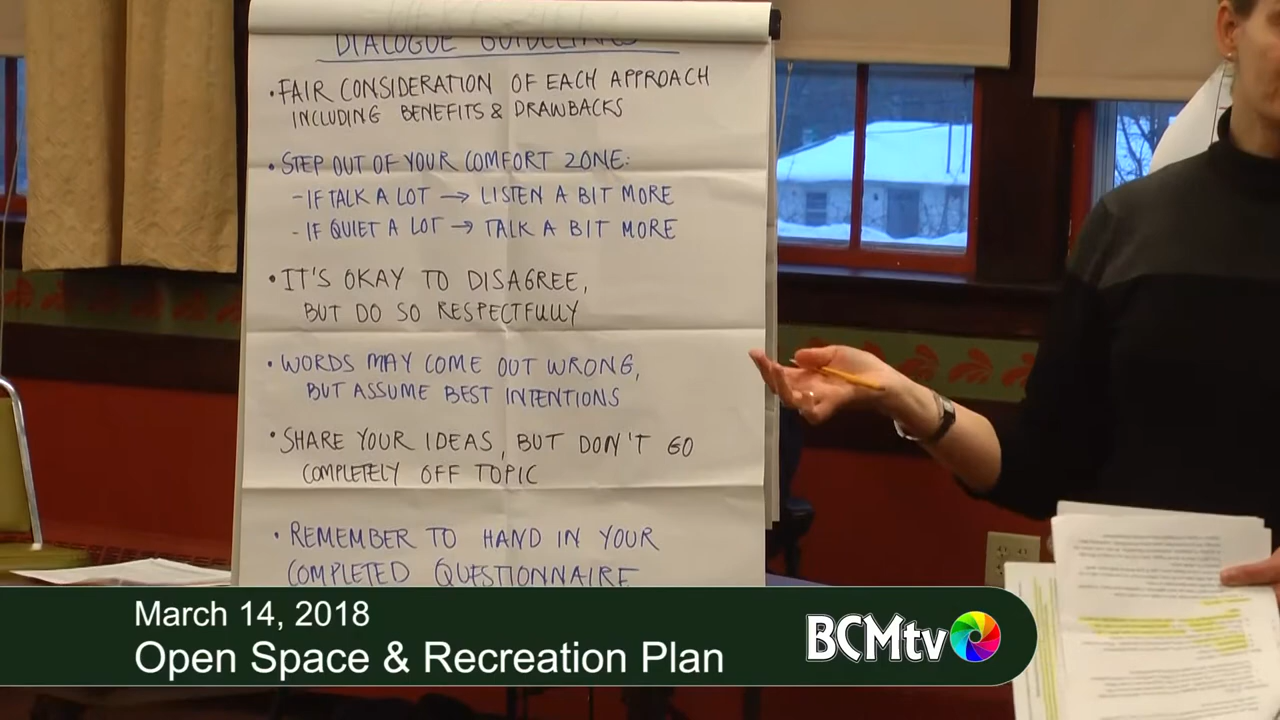 DIALOGUE GUIDELINES
• FAIR CONSIDERATION OF EACH APPROACH
INCLUDING BENEFITS & DRAWBACKS
• STEP OUT OF YOUR COMFORT ZONE:
- IF TALK A LOT → LISTEN A BIT MORE
- IF QUIET A LOT → TALK A BIT MORE
• IT'S OKAY TO DISAGREE,
BUT DO SO RESPECTFULLY
• WORDS MAY COME OUT WRONG,
BUT ASSUME BEST INTENTIONS
• SHARE YOUR IDEAS, BUT DON'T GO
COMPLETELY OFF TOPIC
• REMEMBER TO HAND IN YOUR
COMPLETED QUESTIONNAIRE
March 14, 2018
Open Space & Recreation Plan
BCMtv